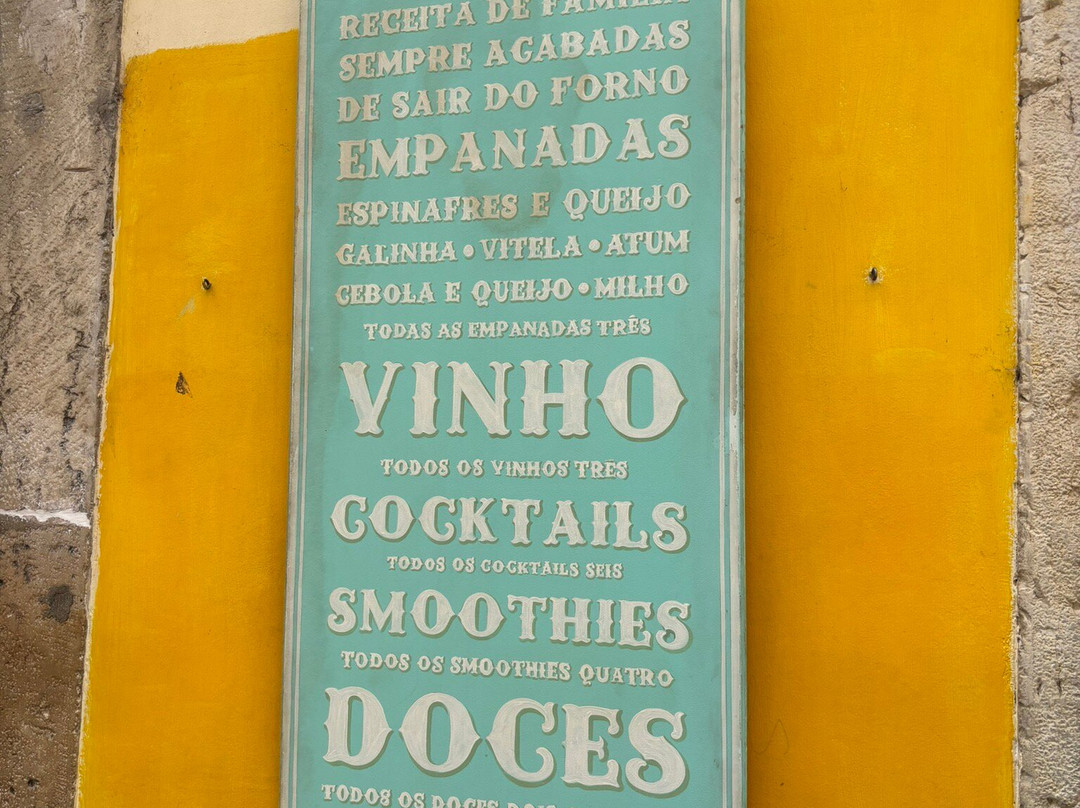 RECEITA DE FAMÍLIA
SEMPRE ACABADAS
DE SAIR DO FORNO
EMPANADAS
ESPINAFRES E QUEIJO
GALINHA • VITELA • ATUM
CEBOLA E QUEIJO • MILHO
TODAS AS EMPANADAS TRÊS
VINHO
TODOS OS VINHOS TRÊS
COCKTAILS
TODOS OS COCKTAILS SEIS
SMOOTHIES
TODOS OS SMOOTHIES QUATRO
DOCES
TODOS OS DOCES DOIS